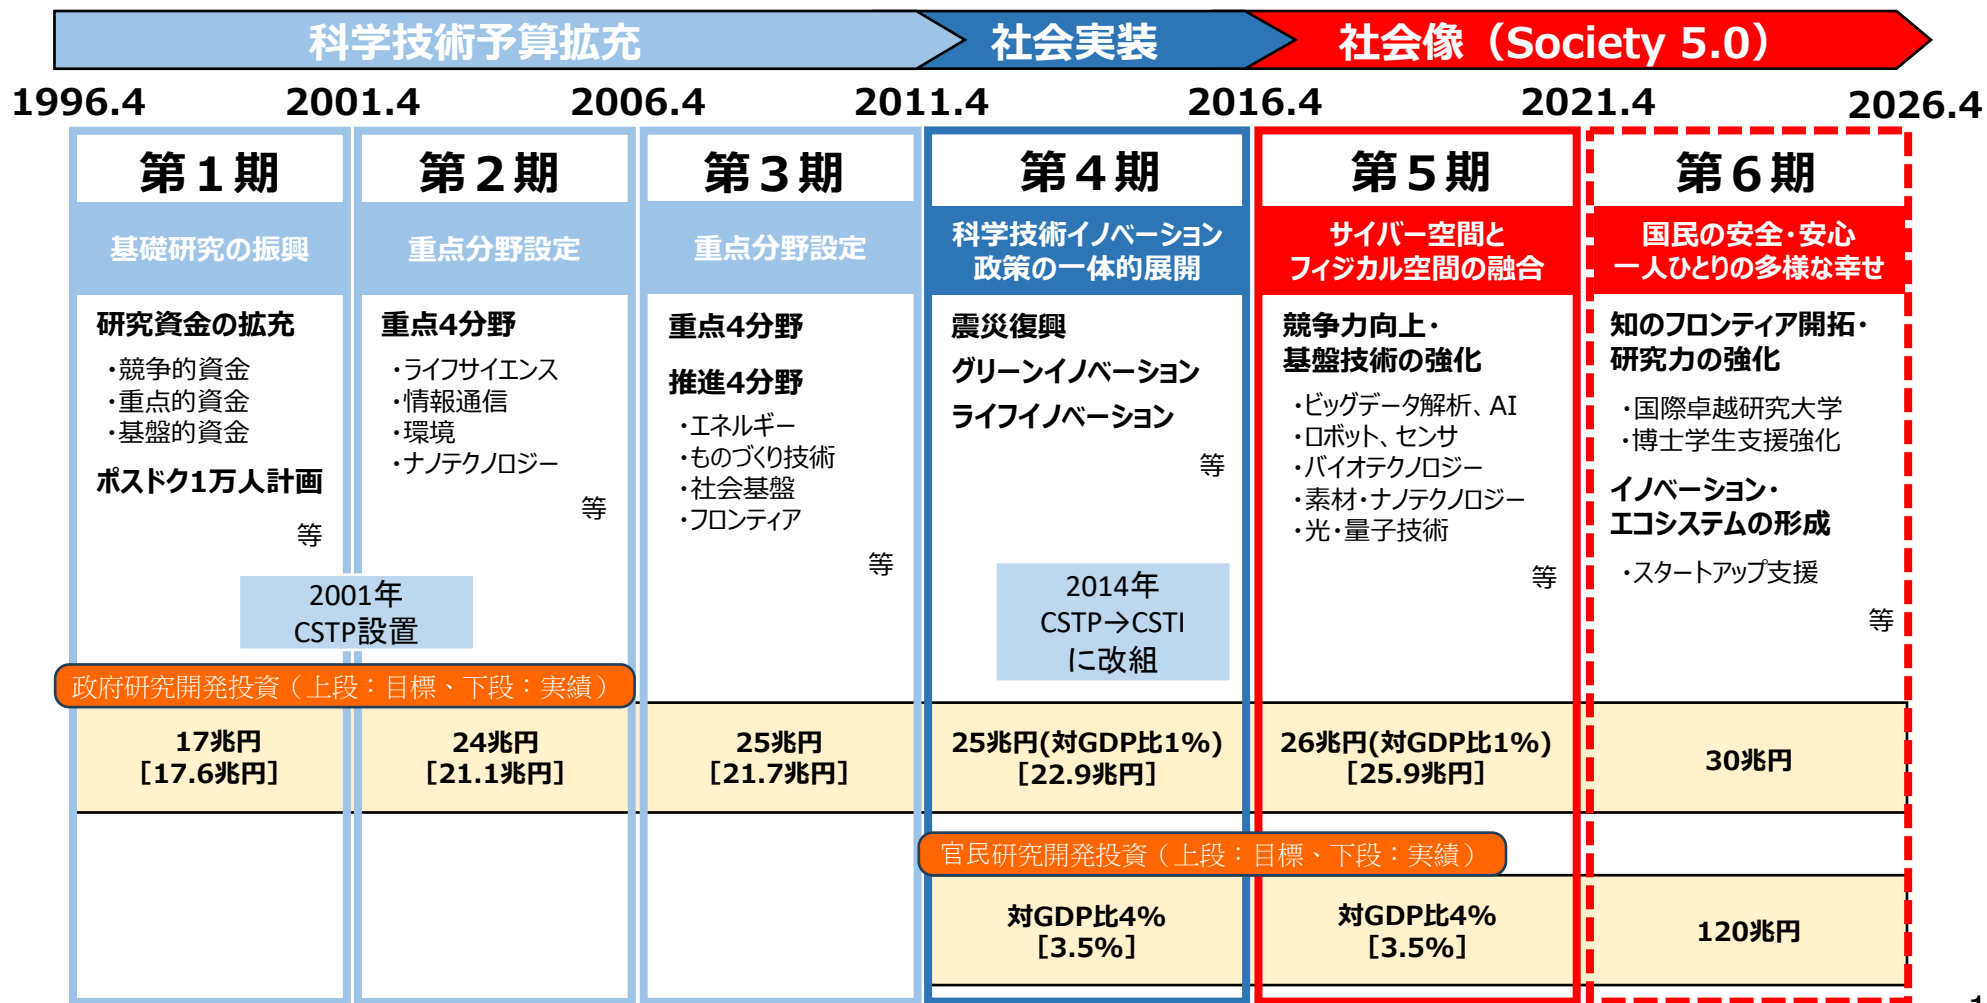 科学技術予算拡充
社会実装
社会像（Society 5.0）
1996.4
2001.4
2006.4
2011.4
2016.4
2021.4
2026.4
第１期
基礎研究の振興
研究資金の拡充
・競争的資金
・重点的資金
・基盤的資金
ポスドク1万人計画
等
第２期
重点分野設定
重点4分野
・ライフサイエンス
・情報通信
・環境
・ナノテクノロジー
等
2001年
CSTP設置
第３期
重点分野設定
重点4分野
推進4分野
・エネルギー
・ものづくり技術
・社会基盤
・フロンティア
等
第４期
科学技術イノベーション
政策の一体的展開
震災復興
グリーンイノベーション
ライフイノベーション
等
2014年
CSTP→CSTI
に改組
第５期
サイバー空間と
フィジカル空間の融合
競争力向上・
基盤技術の強化
・ビッグデータ解析、AI
・ロボット、センサ
・バイオテクノロジー
・素材・ナノテクノロジー
・光・量子技術
等
第６期
国民の安全・安心
一人ひとりの多様な幸せ
知のフロンティア開拓・
研究力の強化
・国際卓越研究大学
・博士学生支援強化
イノベーション・
エコシステムの形成
・スタートアップ支援
等
政府研究開発投資（上段：目標、下段：実績）
17兆円
［17.6兆円］
24兆円
［21.1兆円］
25兆円
［21.7兆円］
25兆円(対GDP比1%)
［22.9兆円］
26兆円(対GDP比1%)
［25.9兆円］
30兆円
官民研究開発投資（上段：目標、下段：実績）
対GDP比4%
［3.5%］
対GDP比4%
［3.5%］
120兆円